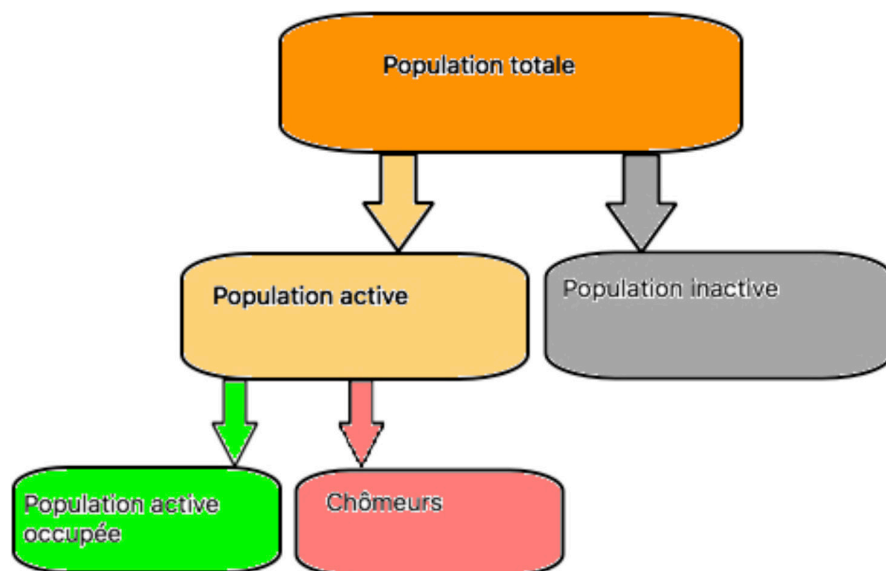 Population totale
Population active
Population inactive
Population active
occupée
Chômeurs